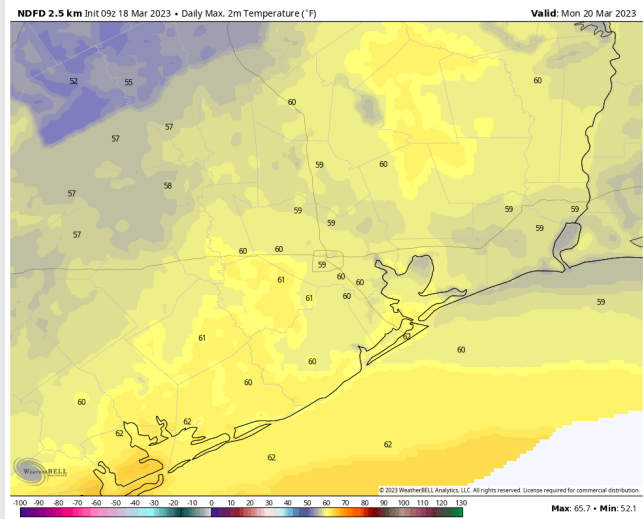 NDFD 2.5 km Init 09z 18 Mar 2023 • Daily Max. 2m Temperature (°F) Valid: Mon 20 Mar 2023
52 55 60
60
57 57
59 60
57 58
59 59 59
59 59
57
60 60
59
61 60 60
61 60
59
61 62
60
60
60
60
62 62
62
62
WeatherBELL
© 2023 WeatherBELL Analytics, LLC. All rights reserved. License required for commercial distribution.
-100 -90 -80 -70 -60 -50 -40 -30 -20 -10 0 10 20 30 40 50 60 70 80 90 100 110 120 130
Max: 65.7 • Min: 52.1